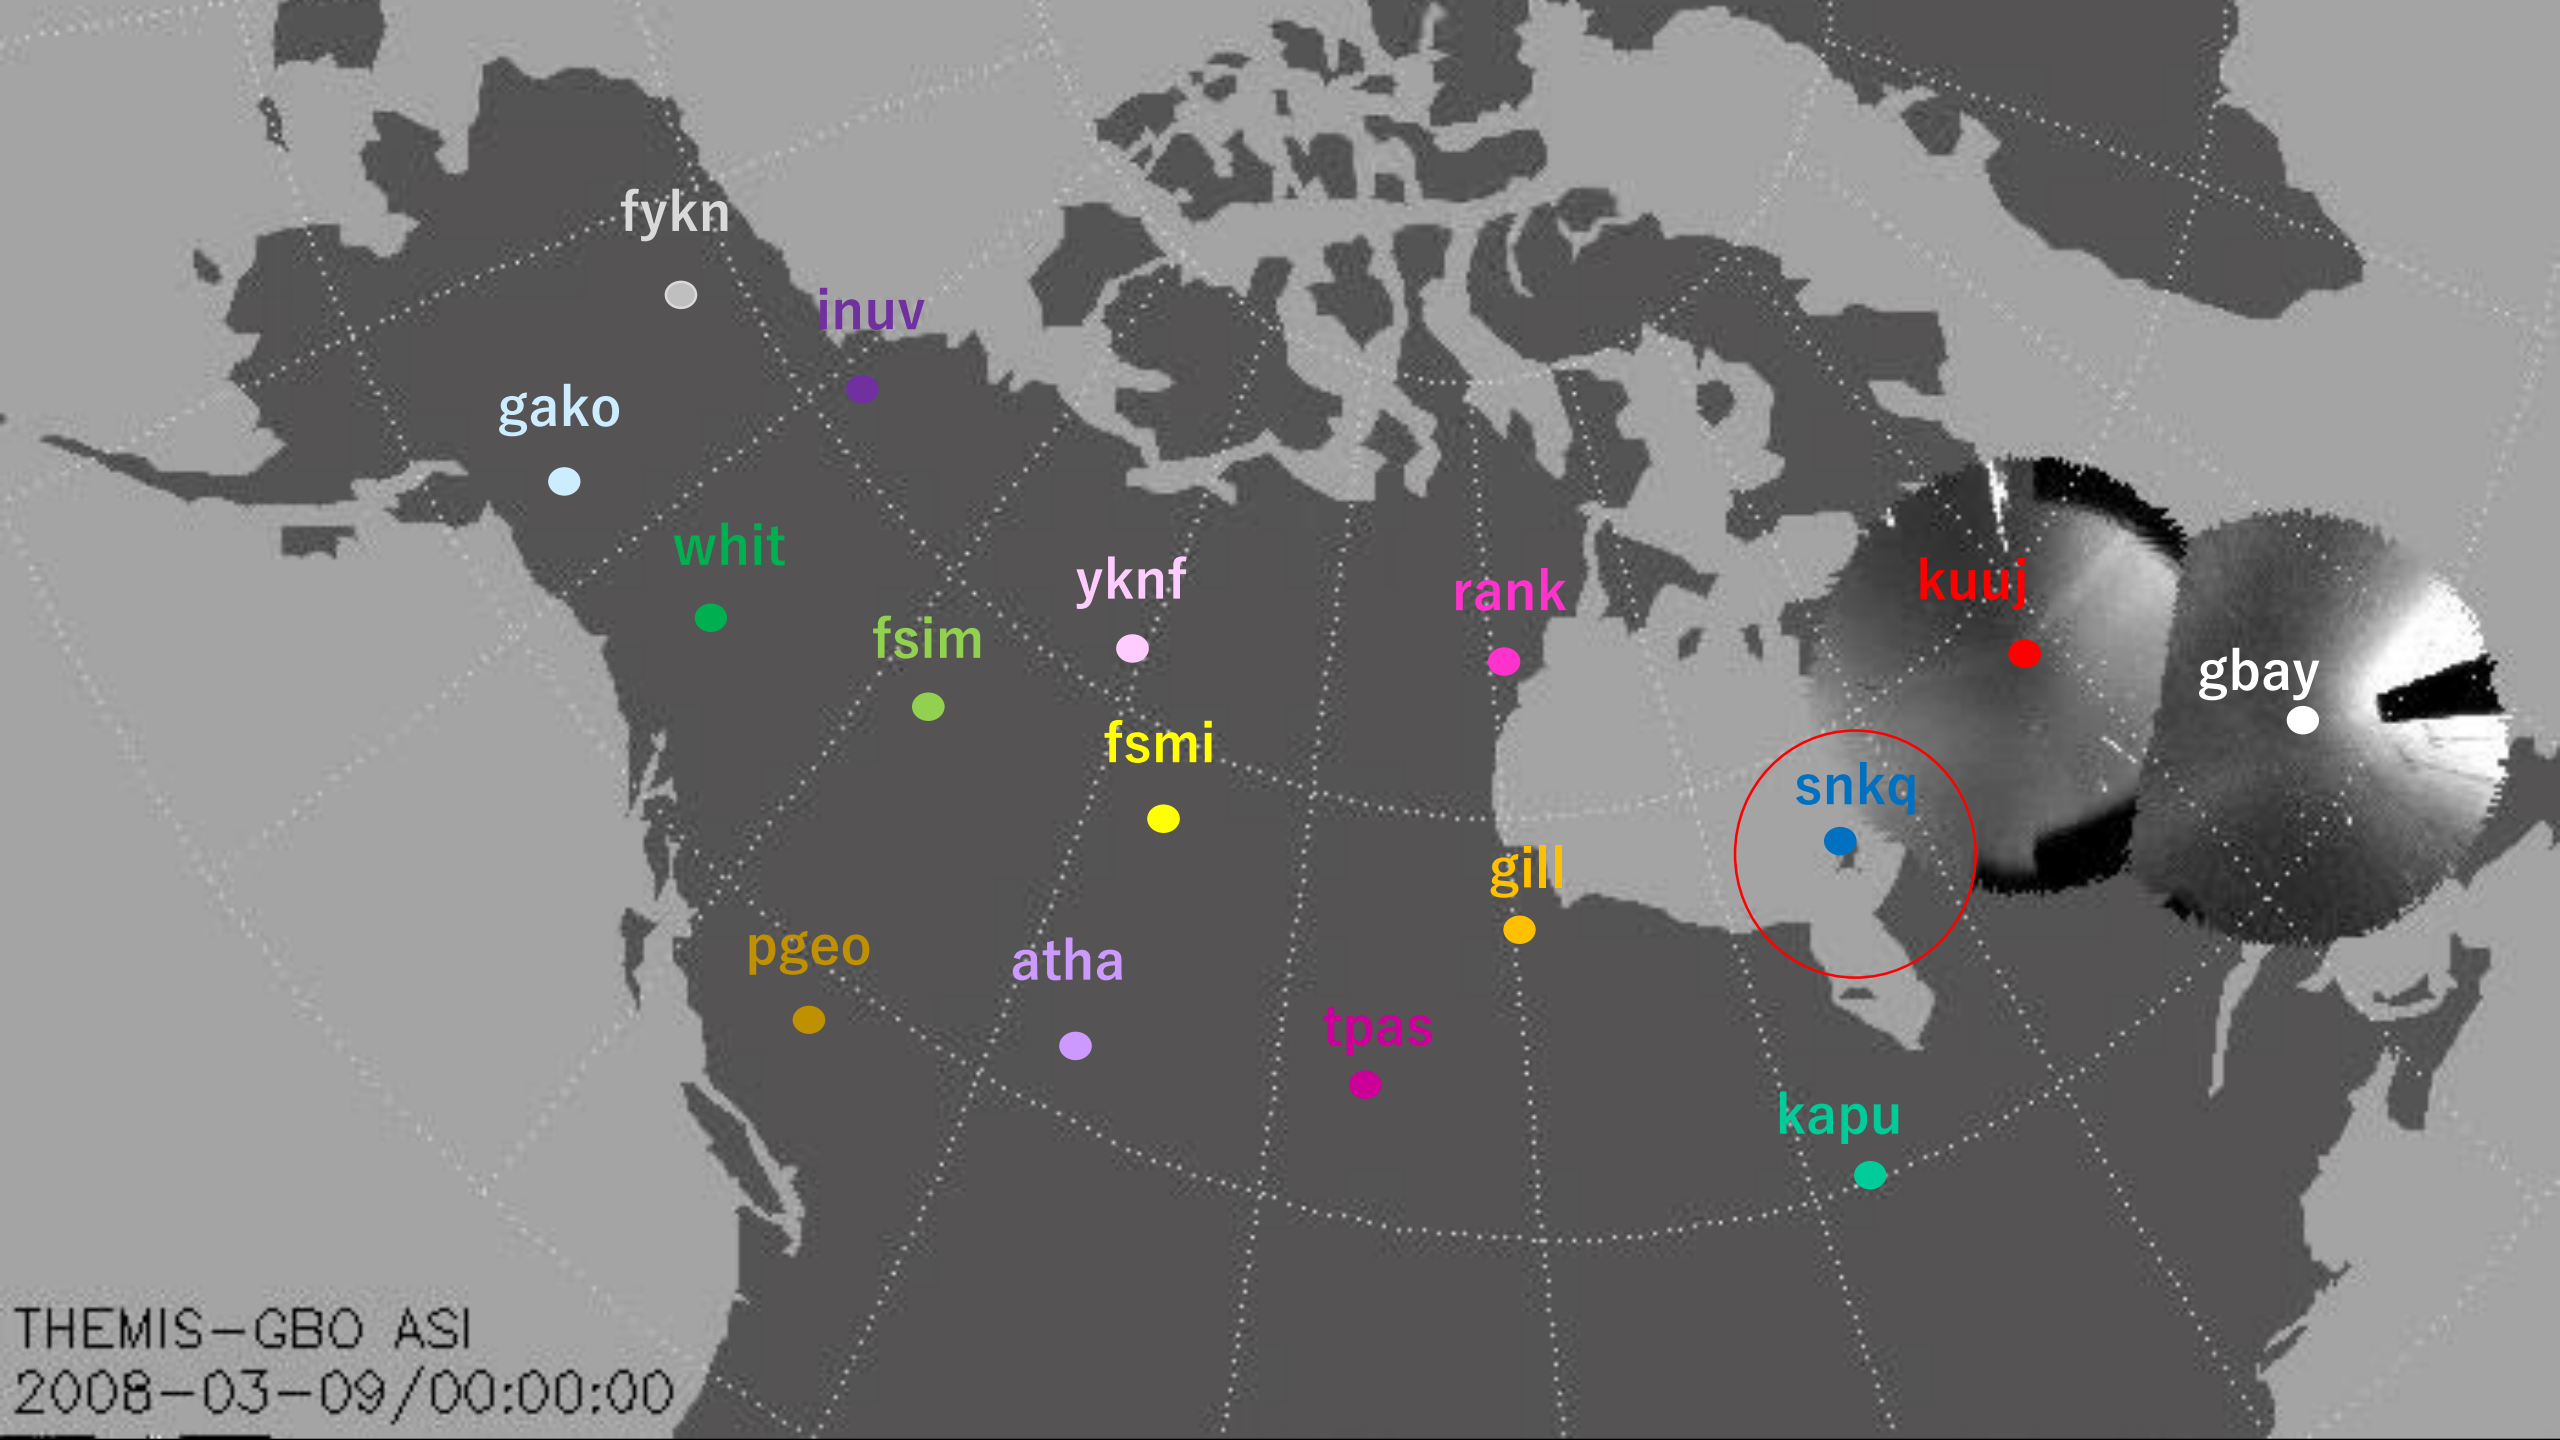 fykn
inuv
gako
whit
yknf
rank
kuuj
fsim
gbay
fsmi
snkq
gill
pgeo
atha
tpas
kapu
THEMIS-GBO ASI
2008-03-09/00:00:00